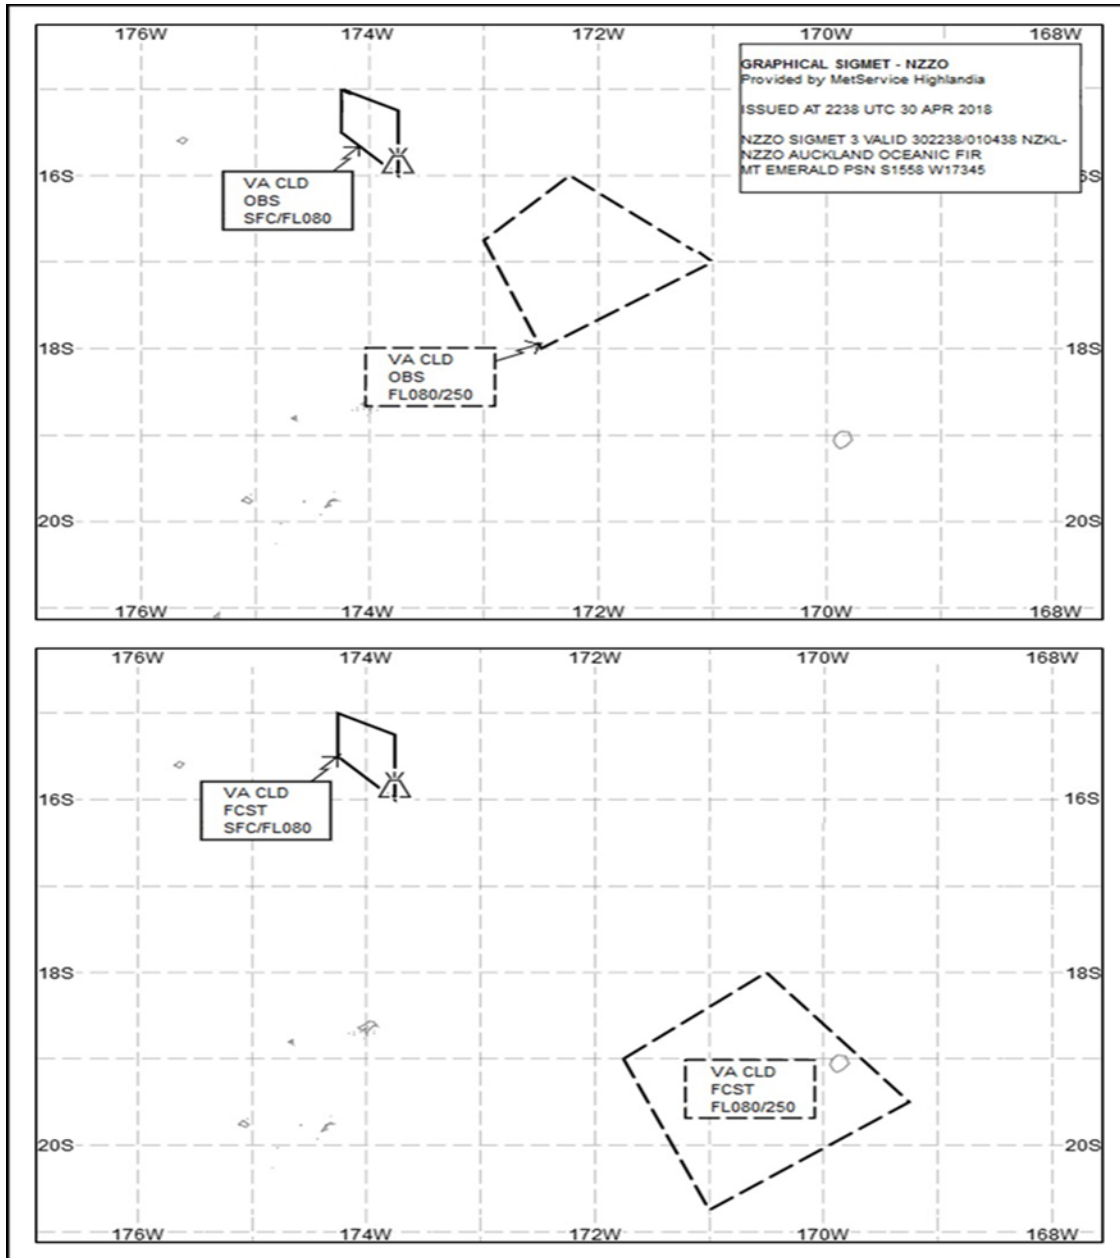 176W 174W 172W 170W 168W
GRAPHICAL SIGMET - NZZO
Provided by MetService Highlandia
ISSUED AT 2238 UTC 30 APR 2018
NZZO SIGMET 3 VALID 302238/010438 NZKL-
NZZO AUCKLAND OCEANIC FIR
MT EMERALD PSN S1558 W17345
16S 6S
VA CLD
OBS
SFC/FL080
18S 18S
VA CLD
OBS
FL080/250
20S 20S
176W 174W 172W 170W 168W
176W 174W 172W 170W 168W
VA CLD
FCST
SFC/FL080
16S 16S
18S 18S
VA CLD
FCST
FL080/250
20S 20S
176W 174W 172W 170W 168W